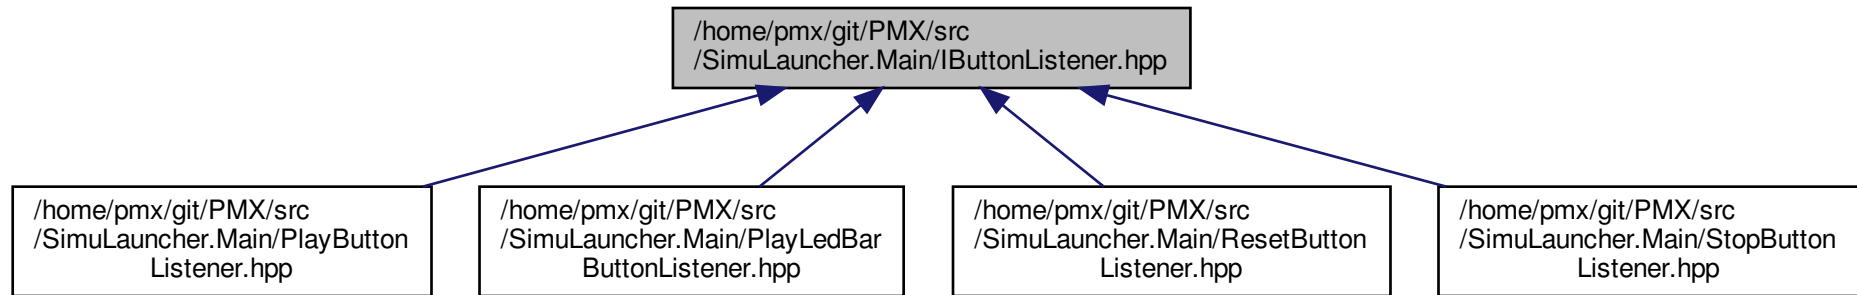 /home/pmx/git/PMX/src
/SimuLauncher.Main/IButtonListener.hpp
/home/pmx/git/PMX/src
/SimuLauncher.Main/PlayButton
Listener.hpp
/home/pmx/git/PMX/src
/SimuLauncher.Main/PlayLedBar
ButtonListener.hpp
/home/pmx/git/PMX/src
/SimuLauncher.Main/ResetButton
Listener.hpp
/home/pmx/git/PMX/src
/SimuLauncher.Main/StopButton
Listener.hpp